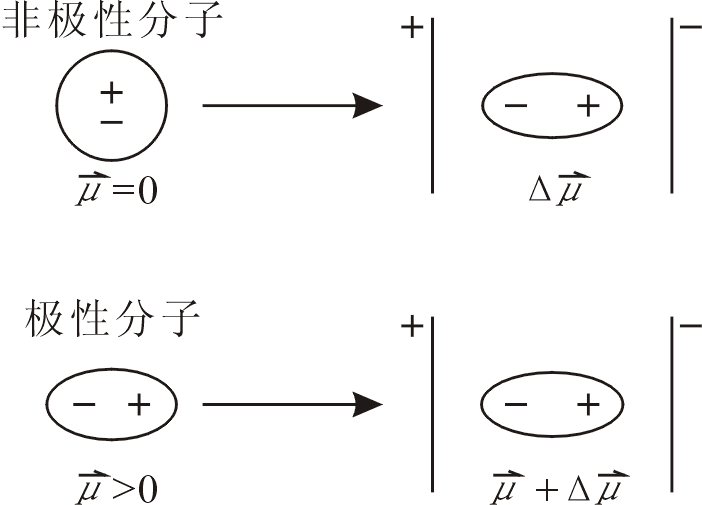 非极性分子
+ −
+
−
− +
μ⃗=0
Δμ⃗
极性分子
+ −
− +
− +
μ⃗>0
μ⃗+Δμ⃗